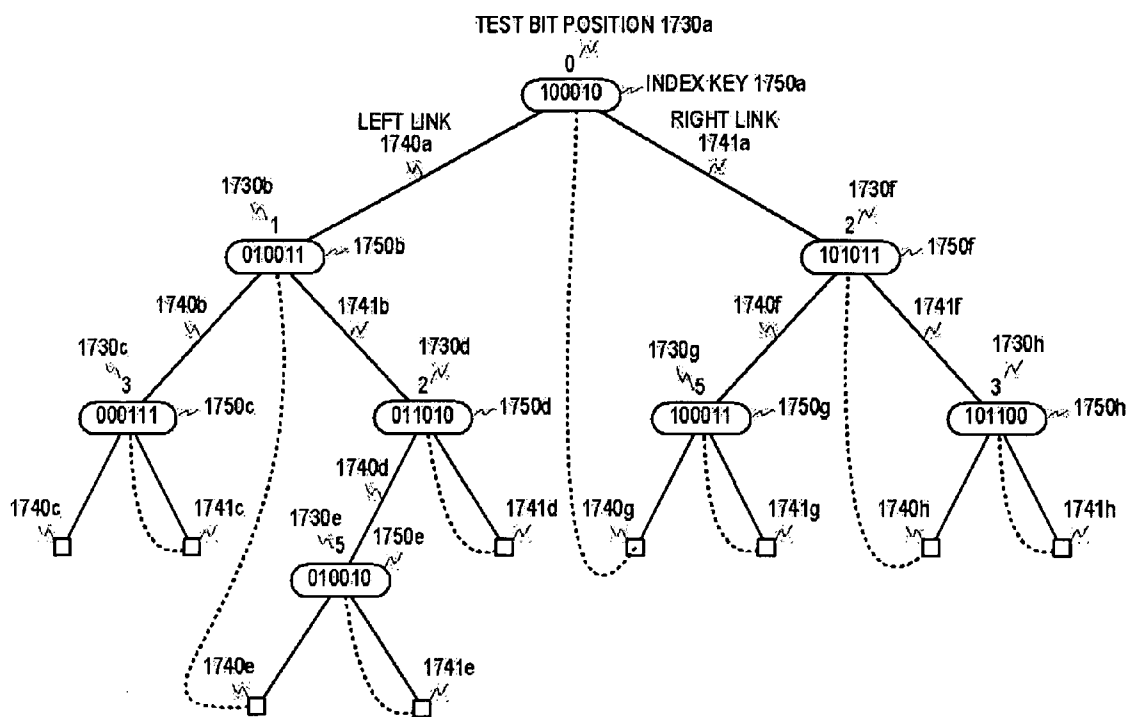 TEST BIT POSITION 1730a
0
100010
INDEX KEY 1750a
LEFT LINK
1740a
RIGHT LINK
1741a
1730b
1
010011
1750b
1730f
2
101011
1750f
1740b
1741b
1740f
1741f
1730c
3
000111
1750c
1730d
2
011010
1750d
1730g
5
100011
1750g
1730h
3
101100
1750h
1740c
1741c
1740d
1741d
1740g
1741g
1740h
1741h
1730e
5
1750e
010010
1740e
1741e